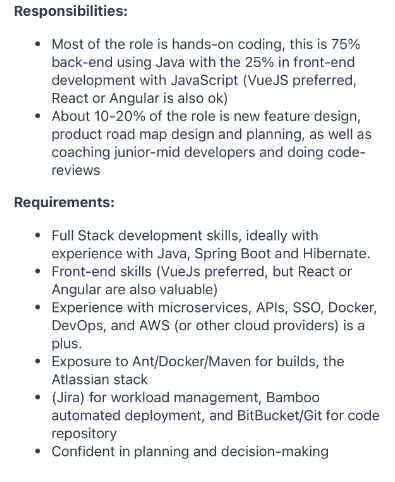 Responsibilities:
• Most of the role is hands-on coding, this is 75%
back-end using Java with the 25% in front-end
development with JavaScript (VueJS preferred,
React or Angular is also ok)
• About 10-20% of the role is new feature design,
product road map design and planning, as well as
coaching junior-mid developers and doing code-
reviews
Requirements:
• Full Stack development skills, ideally with
experience with Java, Spring Boot and Hibernate.
• Front-end skills (VueJs preferred, but React or
Angular are also valuable)
• Experience with microservices, APIs, SSO, Docker,
DevOps, and AWS (or other cloud providers) is a
plus.
• Exposure to Ant/Docker/Maven for builds, the
Atlassian stack
• (Jira) for workload management, Bamboo
automated deployment, and BitBucket/Git for code
repository
• Confident in planning and decision-making